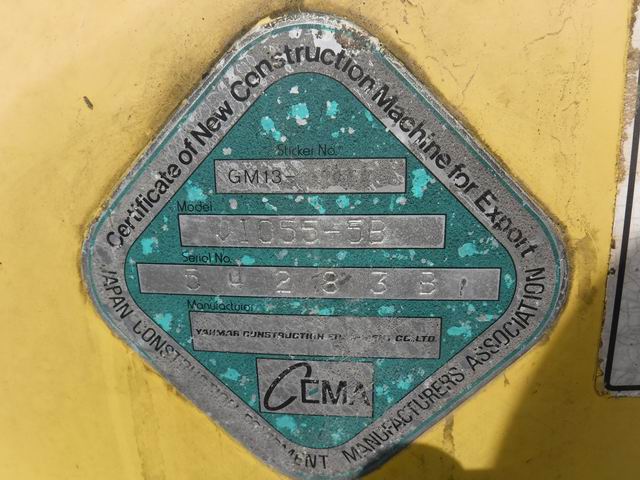 Certificate of New Construction Machine for Export
Sticker No.
GM13-
Model
VIO55-5B
Serial No.
Manufacturer
YANMAR CONSTRUCTION EQUIPMENT CO.,LTD.
CEMA
JAPAN CONSTRUCTION EQUIPMENT MANUFACTURERS ASSOCIATION